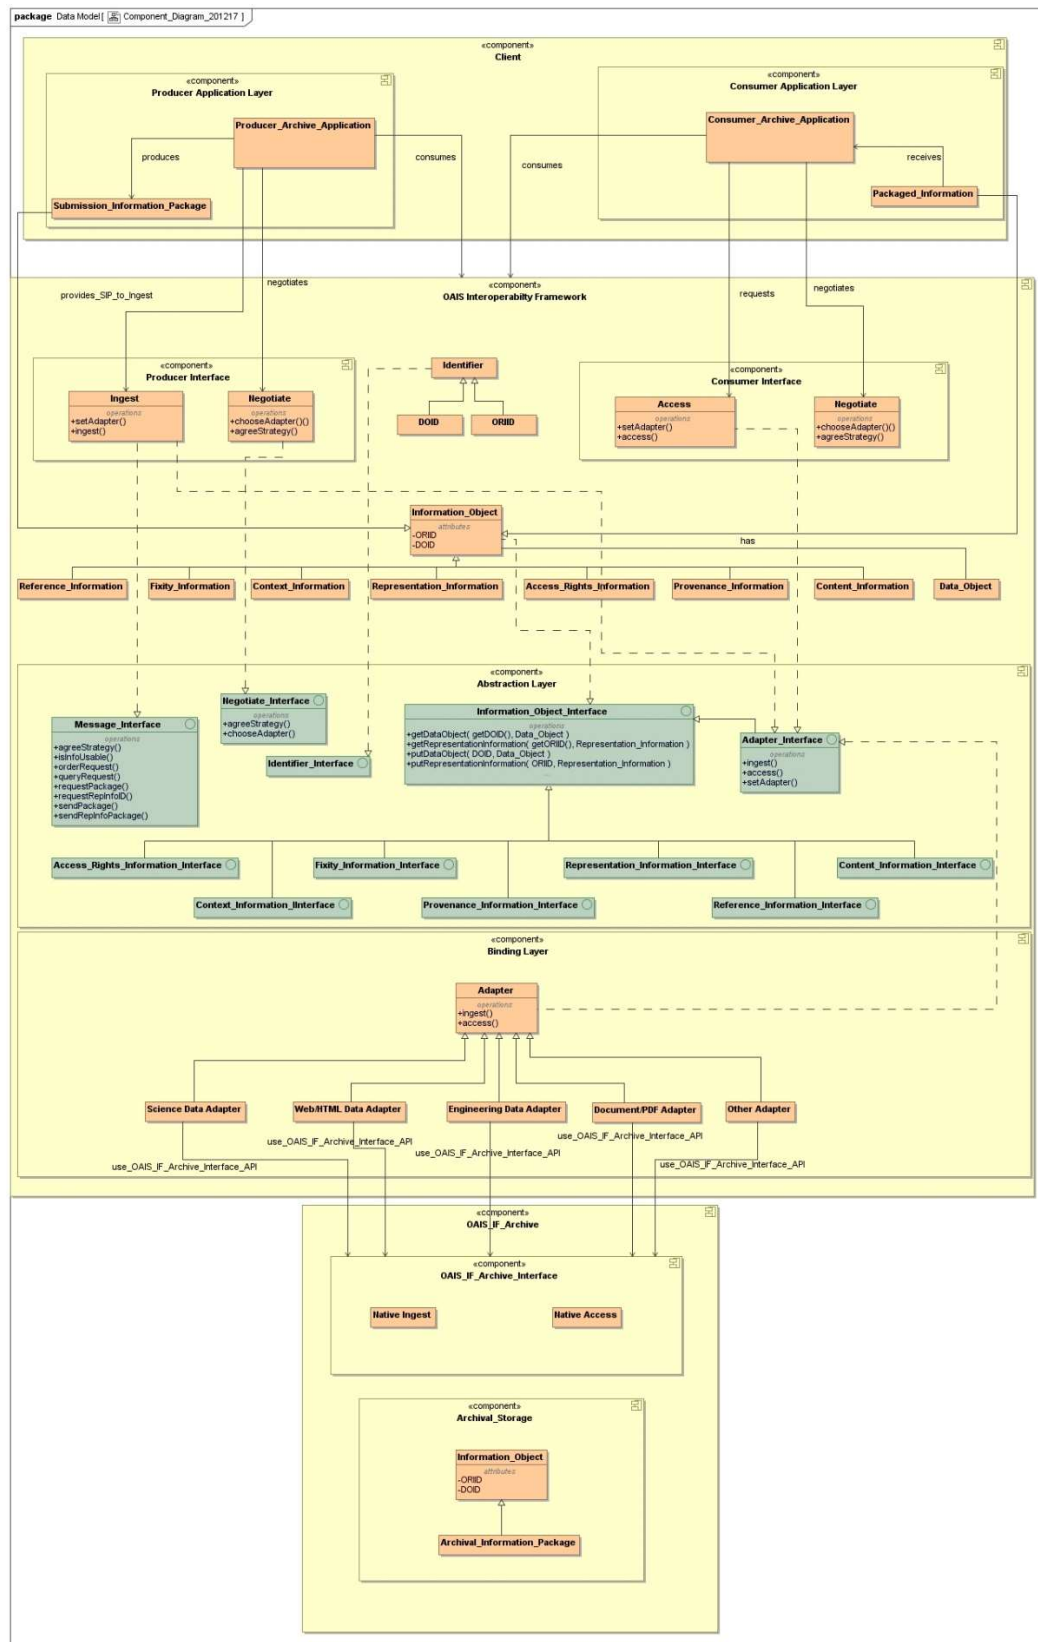 package Data Model[ Component_Diagram_201217 ]
«component»
Client
«component»
Producer Application Layer
«component»
Consumer Application Layer
Producer_Archive_Application
Consumer_Archive_Application
produces
consumes
consumes
receives
Submission_Information_Package
Packaged_Information
provides_SIP_to_Ingest
negotiates
«component»
OAIS Interoperabilty Framework
requests
negotiates
«component»
Producer Interface
Identifier
«component»
Consumer Interface
Ingest
operations
+setAdapter()
+ingest()
Negotiate
operations
+chooseAdapter()()
+agreeStrategy()
DOID
ORIID
Access
operations
+setAdapter()
+access()
Negotiate
operations
+chooseAdapter()()
+agreeStrategy()
Information_Object
attributes
-ORIID
-DOID
has
Reference_Information
Fixity_Information
Context_Information
Representation_Information
Access_Rights_Information
Provenance_Information
Content_Information
Data_Object
«component»
Abstraction Layer
Message_Interface
operations
+agreeStrategy()
+isInfoUsable()
+orderRequest()
+queryRequest()
+requestPackage()
+requestRepInfoID()
+sendPackage()
+sendRepInfoPackage()
Negotiate_Interface
operations
+agreeStrategy()
+chooseAdapter()
Identifier_Interface
Information_Object_Interface
operations
+getDataObject( getDOID(), Data_Object )
+getRepresentationInformation( getORIID(), Representation_Information )
+putDataObject( DOID, Data_Object )
+putRepresentationInformation( ORIID, Representation_Information )
...
Adapter_Interface
operations
+ingest()
+access()
+setAdapter()
Access_Rights_Information_Interface
Fixity_Information_Interface
Representation_Information_Interface
Content_Information_Interface
Context_Information_IInterface
Provenance_Information_Interface
Reference_Information_Interface
«component»
Binding Layer
Adapter
operations
+ingest()
+access()
Science Data Adapter
Web/HTML Data Adapter
Engineering Data Adapter
Document/PDF Adapter
Other Adapter
use_OAIS_IF_Archive_Interface_API
use_OAIS_IF_Archive_Interface_API
use_OAIS_IF_Archive_Interface_API
use_OAIS_IF_Archive_Interface_API
use_OAIS_IF_Archive_Interface_API
«component»
OAIS_IF_Archive
«component»
OAIS_IF_Archive_Interface
Native Ingest
Native Access
«component»
Archival_Storage
Information_Object
attributes
-ORIID
-DOID
Archival_Information_Package